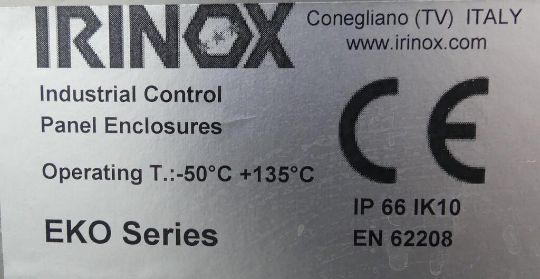 IRINOX
Conegliano (TV) ITALY
www.irinox.com
Industrial Control
Panel Enclosures
CE
Operating T.:-50°C +135°C
IP 66 IK10
EKO Series
EN 62208